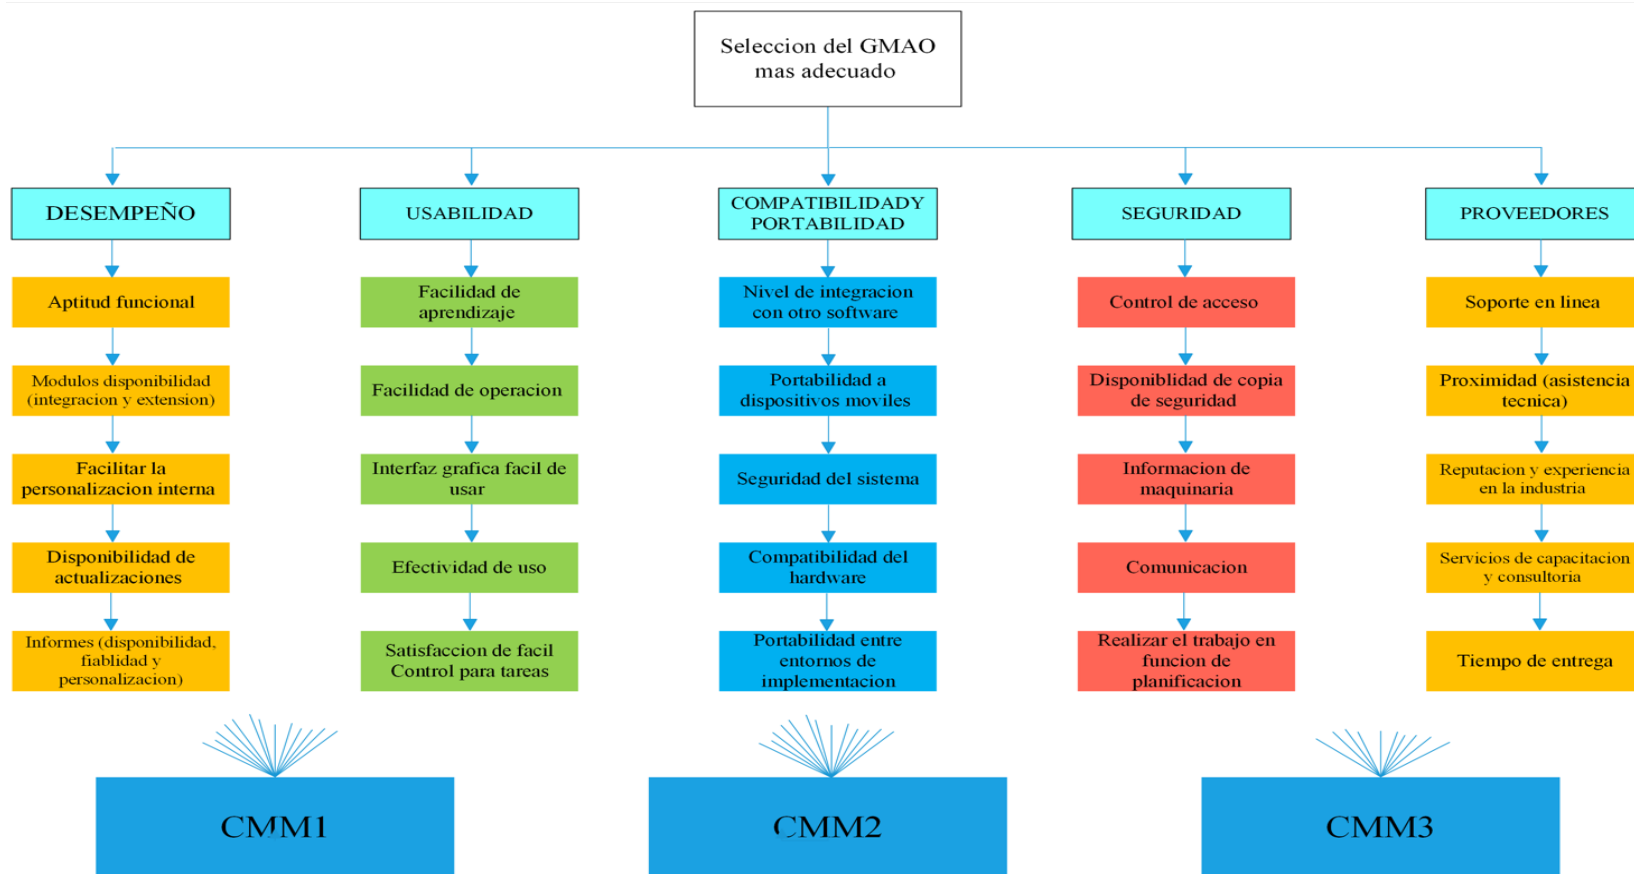 Seleccion del GMAO
mas adecuado
DESEMPEÑO
USABILIDAD
COMPATIBILIDADY
PORTABILIDAD
SEGURIDAD
PROVEEDORES
Aptitud funcional
Facilidad de
aprendizaje
Nivel de integracion
con otro software
Control de acceso
Soporte en linea
Modulos disponibilidad
(integracion y extension)
Facilidad de operacion
Portabilidad a
dispositivos moviles
Disponiblidad de copia
de seguridad
Proximidad (asistencia
tecnica)
Facilitar la
personalizacion interna
Interfaz grafica facil de
usar
Seguridad del sistema
Informacion de
maquinaria
Reputacion y experiencia
en la industria
Disponibilidad de
actualizaciones
Efectividad de uso
Compatibilidad del
hardware
Comunicacion
Servicios de capacitacion
y consultoria
Informes (disponibilidad,
fiablidad y
personalizacion)
Satisfaccion de facil
Control para tareas
Portabilidad entre
entornos de
implementacion
Realizar el trabajo en
funcion de
planificacion
Tiempo de entrega
CMM1
CMM2
CMM3